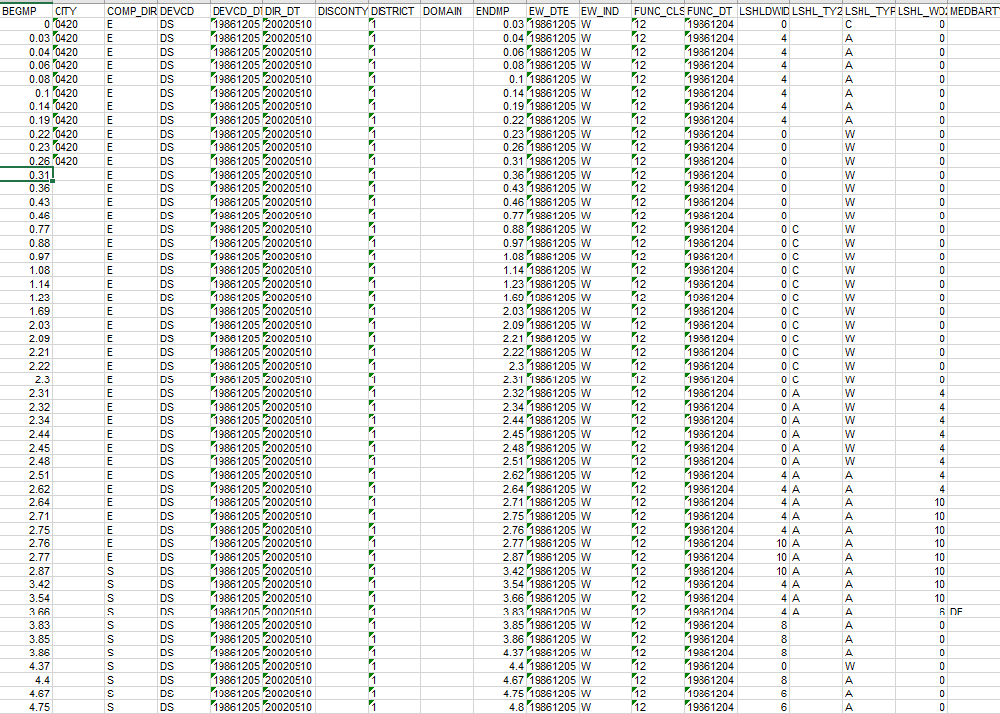 BEGMP CITY COMP_DIR DEVCD DEVCD_DT DIR_DT DISCONTY DISTRICT DOMAIN ENDMP EW_DTE EW_IND FUNC_CLS FUNC_DT LSHLDWID LSHL_TY2 LSHL_TYP LSHL_WD2 MEDBART
0 0420 E DS 19861205 20020510 1 0.03 19861205 W 12 19861204 0 C 0
0.03 0420 E DS 19861205 20020510 1 0.04 19861205 W 12 19861204 4 A 0
0.04 0420 E DS 19861205 20020510 1 0.06 19861205 W 12 19861204 4 A 0
0.06 0420 E DS 19861205 20020510 1 0.08 19861205 W 12 19861204 4 A 0
0.08 0420 E DS 19861205 20020510 1 0.1 19861205 W 12 19861204 4 A 0
0.1 0420 E DS 19861205 20020510 1 0.14 19861205 W 12 19861204 4 A 0
0.14 0420 E DS 19861205 20020510 1 0.19 19861205 W 12 19861204 4 A 0
0.19 0420 E DS 19861205 20020510 1 0.22 19861205 W 12 19861204 4 A 0
0.22 0420 E DS 19861205 20020510 1 0.23 19861205 W 12 19861204 0 W 0
0.23 0420 E DS 19861205 20020510 1 0.26 19861205 W 12 19861204 0 W 0
0.26 0420 E DS 19861205 20020510 1 0.31 19861205 W 12 19861204 0 W 0
0.31 E DS 19861205 20020510 1 0.36 19861205 W 12 19861204 0 W 0
0.36 E DS 19861205 20020510 1 0.43 19861205 W 12 19861204 0 W 0
0.43 E DS 19861205 20020510 1 0.46 19861205 W 12 19861204 0 W 0
0.46 E DS 19861205 20020510 1 0.77 19861205 W 12 19861204 0 W 0
0.77 E DS 19861205 20020510 1 0.88 19861205 W 12 19861204 0 C W 0
0.88 E DS 19861205 20020510 1 0.97 19861205 W 12 19861204 0 C W 0
0.97 E DS 19861205 20020510 1 1.08 19861205 W 12 19861204 0 C W 0
1.08 E DS 19861205 20020510 1 1.14 19861205 W 12 19861204 0 C W 0
1.14 E DS 19861205 20020510 1 1.23 19861205 W 12 19861204 0 C W 0
1.23 E DS 19861205 20020510 1 1.69 19861205 W 12 19861204 0 C W 0
1.69 E DS 19861205 20020510 1 2.03 19861205 W 12 19861204 0 C W 0
2.03 E DS 19861205 20020510 1 2.09 19861205 W 12 19861204 0 C W 0
2.09 E DS 19861205 20020510 1 2.21 19861205 W 12 19861204 0 C W 0
2.21 E DS 19861205 20020510 1 2.22 19861205 W 12 19861204 0 C W 0
2.22 E DS 19861205 20020510 1 2.3 19861205 W 12 19861204 0 C W 0
2.3 E DS 19861205 20020510 1 2.31 19861205 W 12 19861204 0 C W 0
2.31 E DS 19861205 20020510 1 2.32 19861205 W 12 19861204 0 A W 4
2.32 E DS 19861205 20020510 1 2.34 19861205 W 12 19861204 0 A W 4
2.34 E DS 19861205 20020510 1 2.44 19861205 W 12 19861204 0 A W 4
2.44 E DS 19861205 20020510 1 2.45 19861205 W 12 19861204 0 A W 4
2.45 E DS 19861205 20020510 1 2.48 19861205 W 12 19861204 0 A W 4
2.48 E DS 19861205 20020510 1 2.51 19861205 W 12 19861204 0 A W 4
2.51 E DS 19861205 20020510 1 2.62 19861205 W 12 19861204 4 A A 4
2.62 E DS 19861205 20020510 1 2.64 19861205 W 12 19861204 4 A A 4
2.64 E DS 19861205 20020510 1 2.71 19861205 W 12 19861204 4 A A 10
2.71 E DS 19861205 20020510 1 2.75 19861205 W 12 19861204 4 A A 10
2.75 E DS 19861205 20020510 1 2.76 19861205 W 12 19861204 4 A A 10
2.76 E DS 19861205 20020510 1 2.77 19861205 W 12 19861204 10 A A 10
2.77 E DS 19861205 20020510 1 2.87 19861205 W 12 19861204 10 A A 10
2.87 S DS 19861205 20020510 1 3.42 19861205 W 12 19861204 10 A A 10
3.42 S DS 19861205 20020510 1 3.54 19861205 W 12 19861204 4 A A 10
3.54 S DS 19861205 20020510 1 3.66 19861205 W 12 19861204 4 A A 10
3.66 S DS 19861205 20020510 1 3.83 19861205 W 12 19861204 4 A A 6 DE
3.83 S DS 19861205 20020510 1 3.85 19861205 W 12 19861204 8 A 0
3.85 S DS 19861205 20020510 1 3.86 19861205 W 12 19861204 8 A 0
3.86 S DS 19861205 20020510 1 4.37 19861205 W 12 19861204 8 A 0
4.37 S DS 19861205 20020510 1 4.4 19861205 W 12 19861204 0 W 0
4.4 S DS 19861205 20020510 1 4.67 19861205 W 12 19861204 8 A 0
4.67 S DS 19861205 20020510 1 4.75 19861205 W 12 19861204 6 A 0
4.75 S DS 19861205 20020510 1 4.8 19861205 W 12 19861204 6 A 0